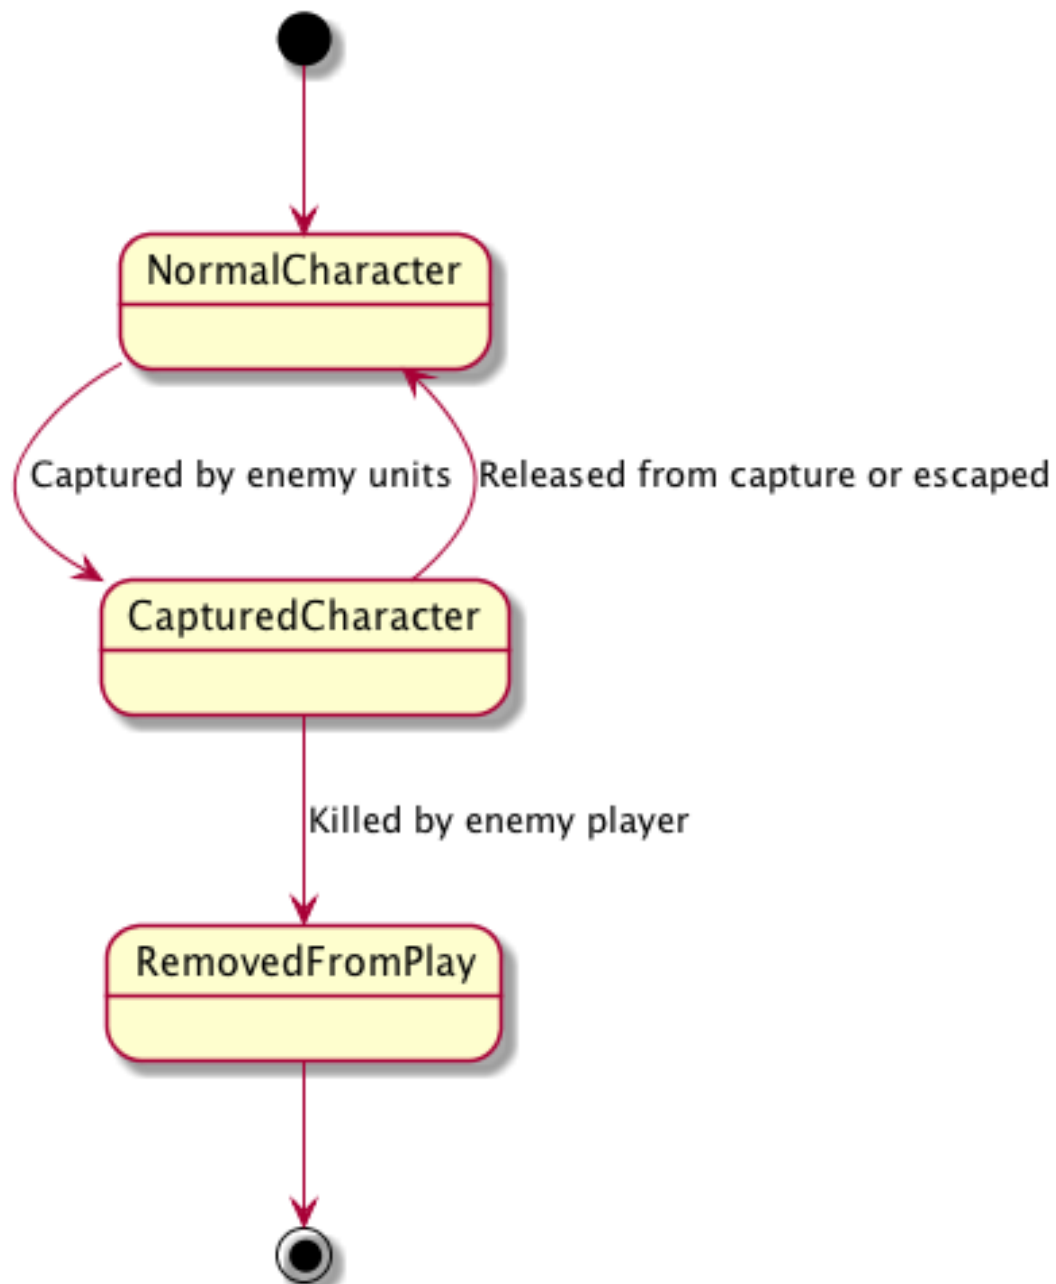 NormalCharacter
Captured by enemy units
Released from capture or escaped
CapturedCharacter
Killed by enemy player
RemovedFromPlay